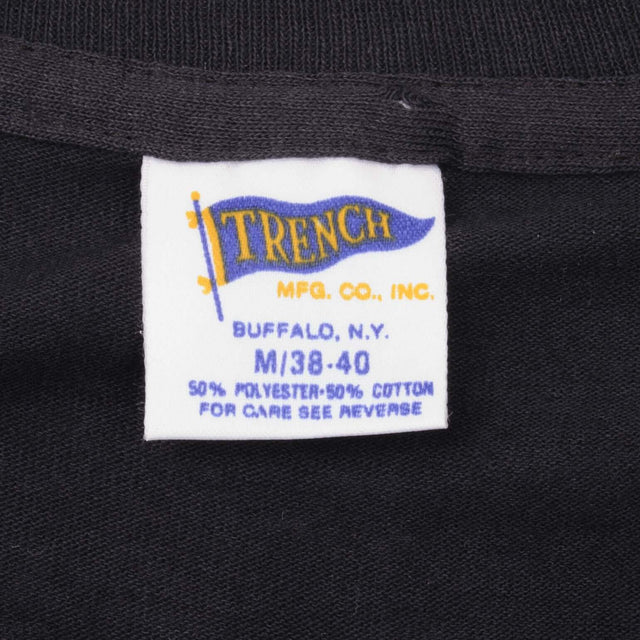 TRENCH
MFG. CO., INC.
BUFFALO, N.Y.
M/38-40
50% POLYESTER-50% COTTON
FOR CARE SEE REVERSE